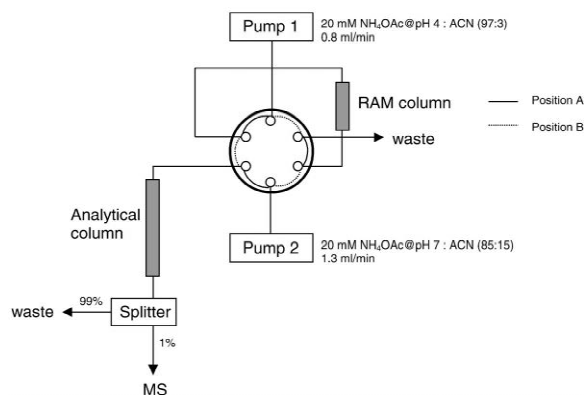 Pump 1
20 mM NH₄OAc@pH 4 : ACN (97:3)
0.8 ml/min
RAM column
Position A
Position B
waste
Analytical
column
Pump 2
20 mM NH₄OAc@pH 7 : ACN (85:15)
1.3 ml/min
waste
99%
Splitter
1%
MS